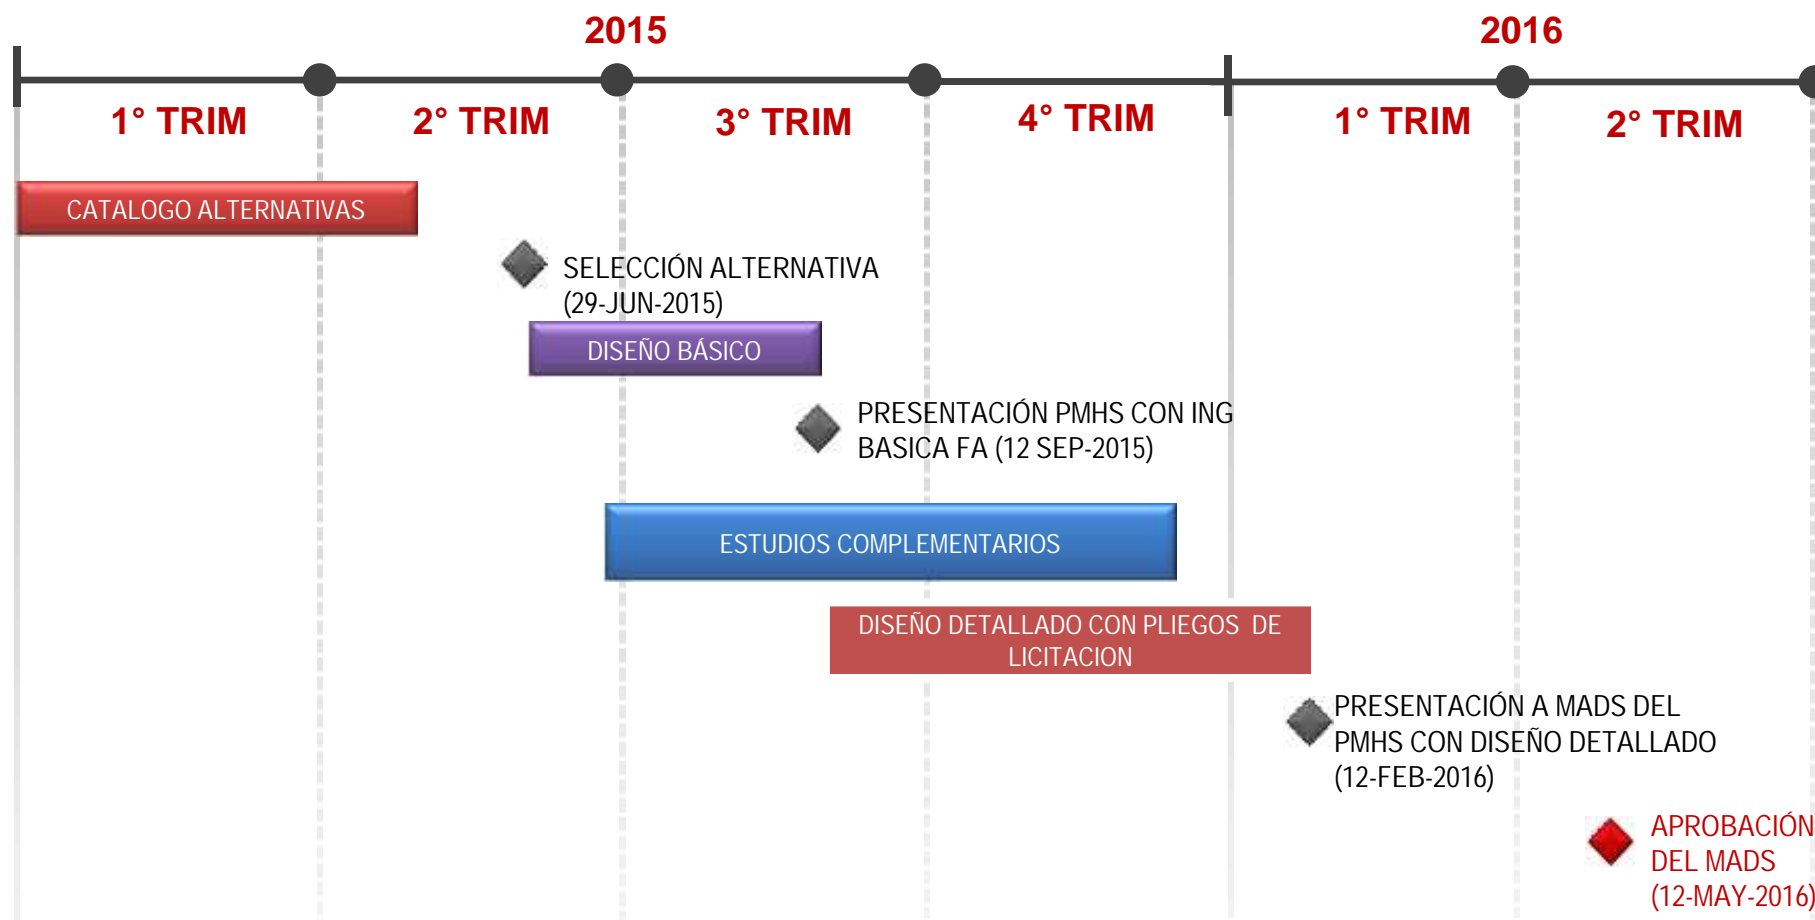 2015
2016
1° TRIM
2° TRIM
3° TRIM
4° TRIM
1° TRIM
2° TRIM
CATALOGO ALTERNATIVAS
SELECCIÓN ALTERNATIVA
(29-JUN-2015)
DISEÑO BÁSICO
PRESENTACIÓN PMHS CON ING
BASICA FA (12 SEP-2015)
ESTUDIOS COMPLEMENTARIOS
DISEÑO DETALLADO CON PLIEGOS DE
LICITACION
PRESENTACIÓN A MADS DEL
PMHS CON DISEÑO DETALLADO
(12-FEB-2016)
APROBACIÓN
DEL MADS
(12-MAY-2016)